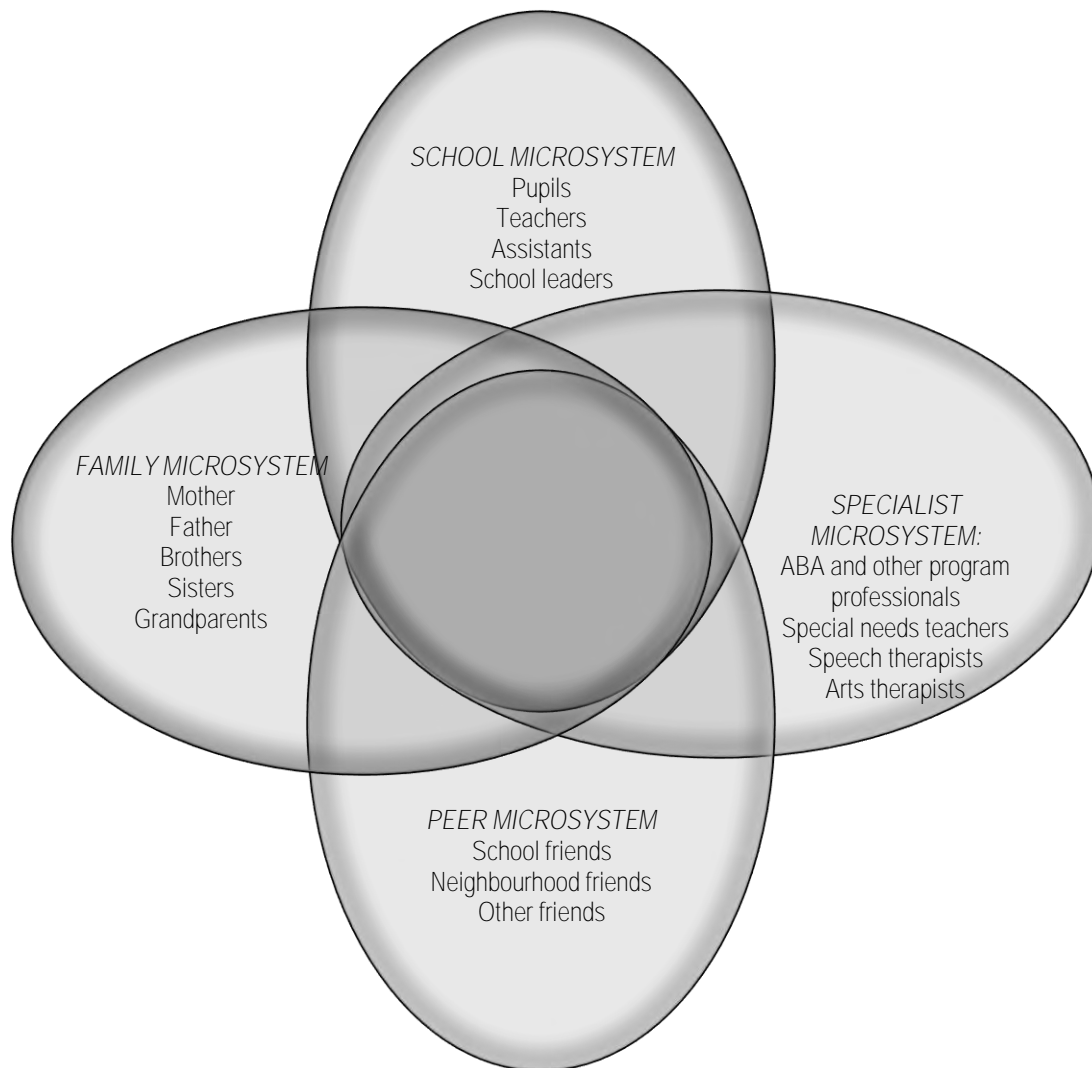 SCHOOL MICROSYSTEM
Pupils
Teachers
Assistants
School leaders
FAMILY MICROSYSTEM
Mother
Father
Brothers
Sisters
Grandparents
SPECIALIST
MICROSYSTEM:
ABA and other program
professionals
Special needs teachers
Speech therapists
Arts therapists
PEER MICROSYSTEM
School friends
Neighbourhood friends
Other friends